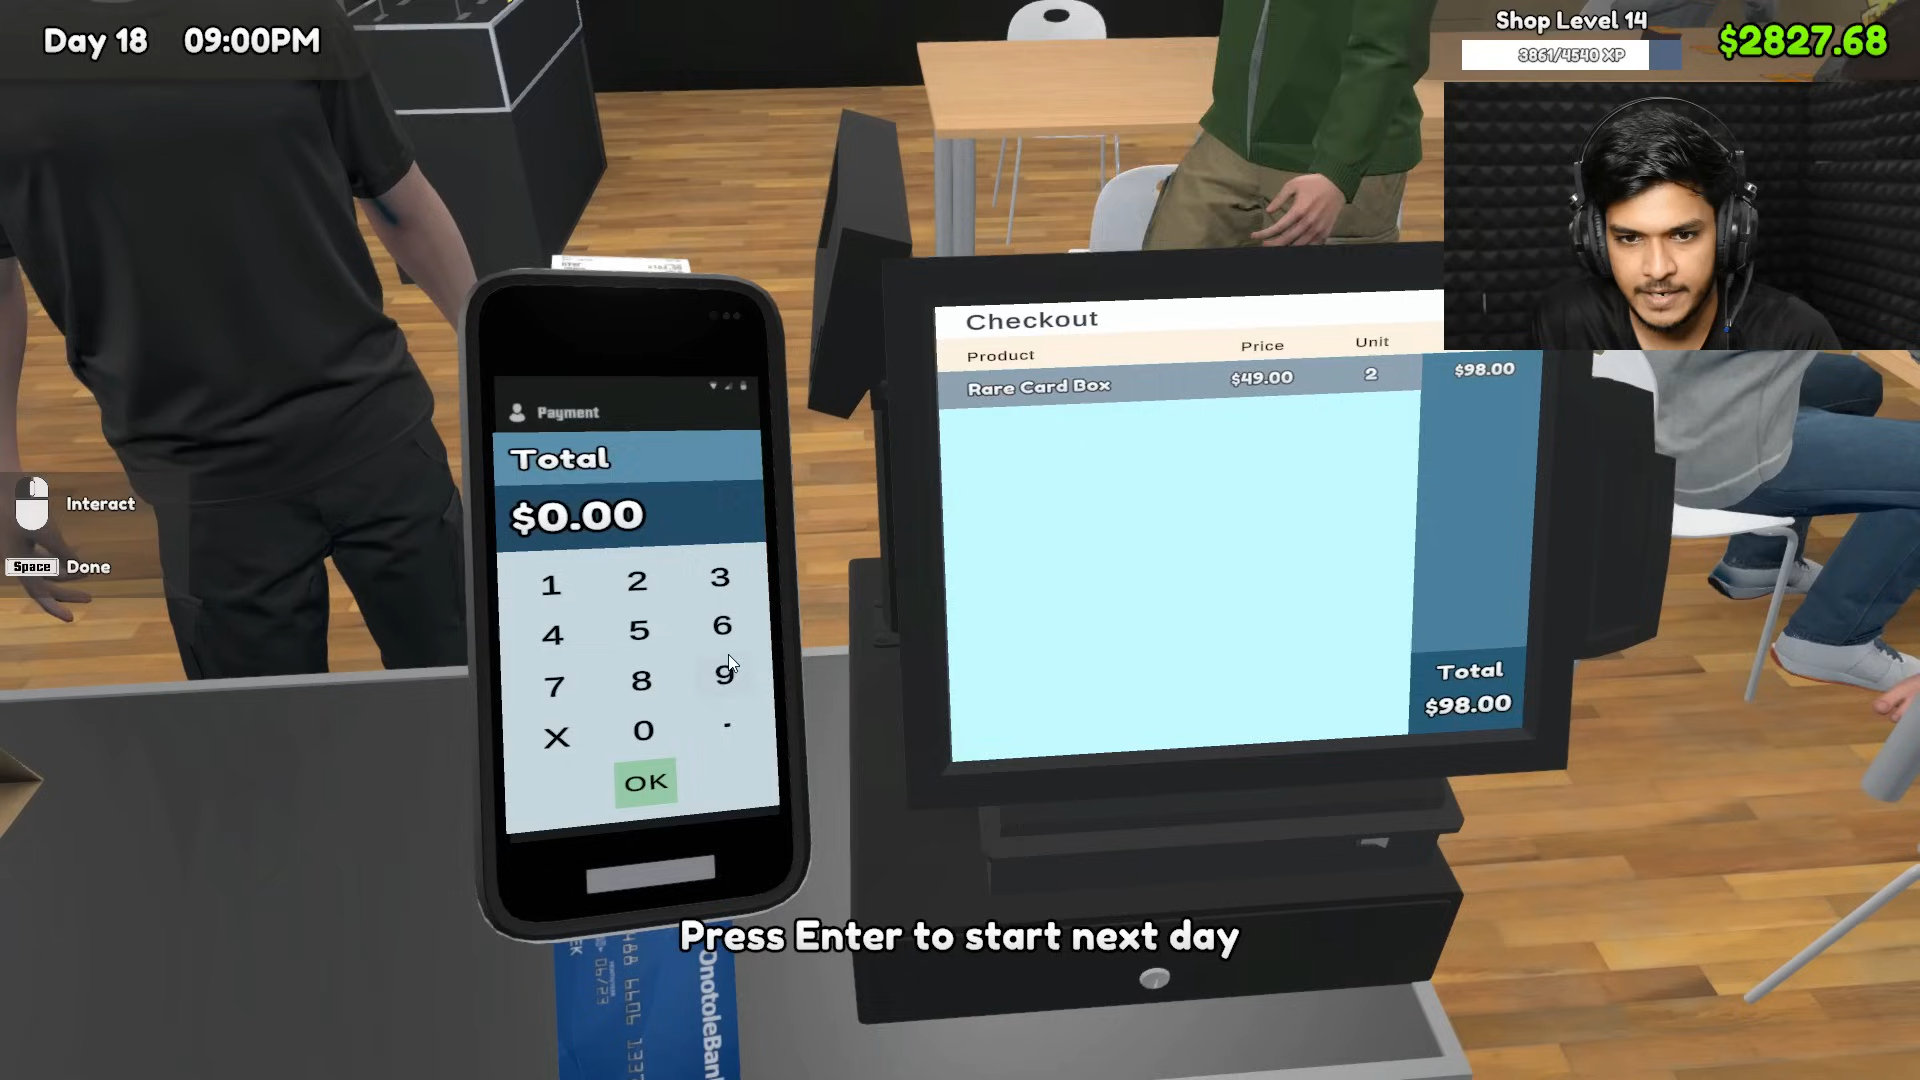 Day 18 09:00PM
Shop Level 14
3861/4540 XP
$2827.68
Interact
Space Done
Payment
Total
$0.00
1 2 3
4 5 6
7 8 9
X 0 .
OK
Checkout
Product Price Unit
Rare Card Box $49.00 2 $98.00
Total
$98.00
Press Enter to start next day
OnotoleBan